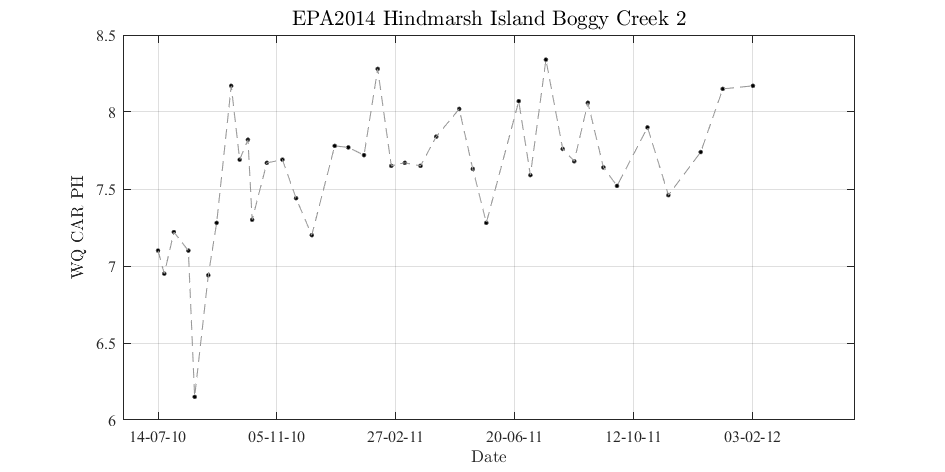 EPA2014 Hindmarsh Island Boggy Creek 2
8.5
8
7.5
7
6.5
6
WQ CAR PH
14-07-10 05-11-10 27-02-11 20-06-11 12-10-11 03-02-12
Date